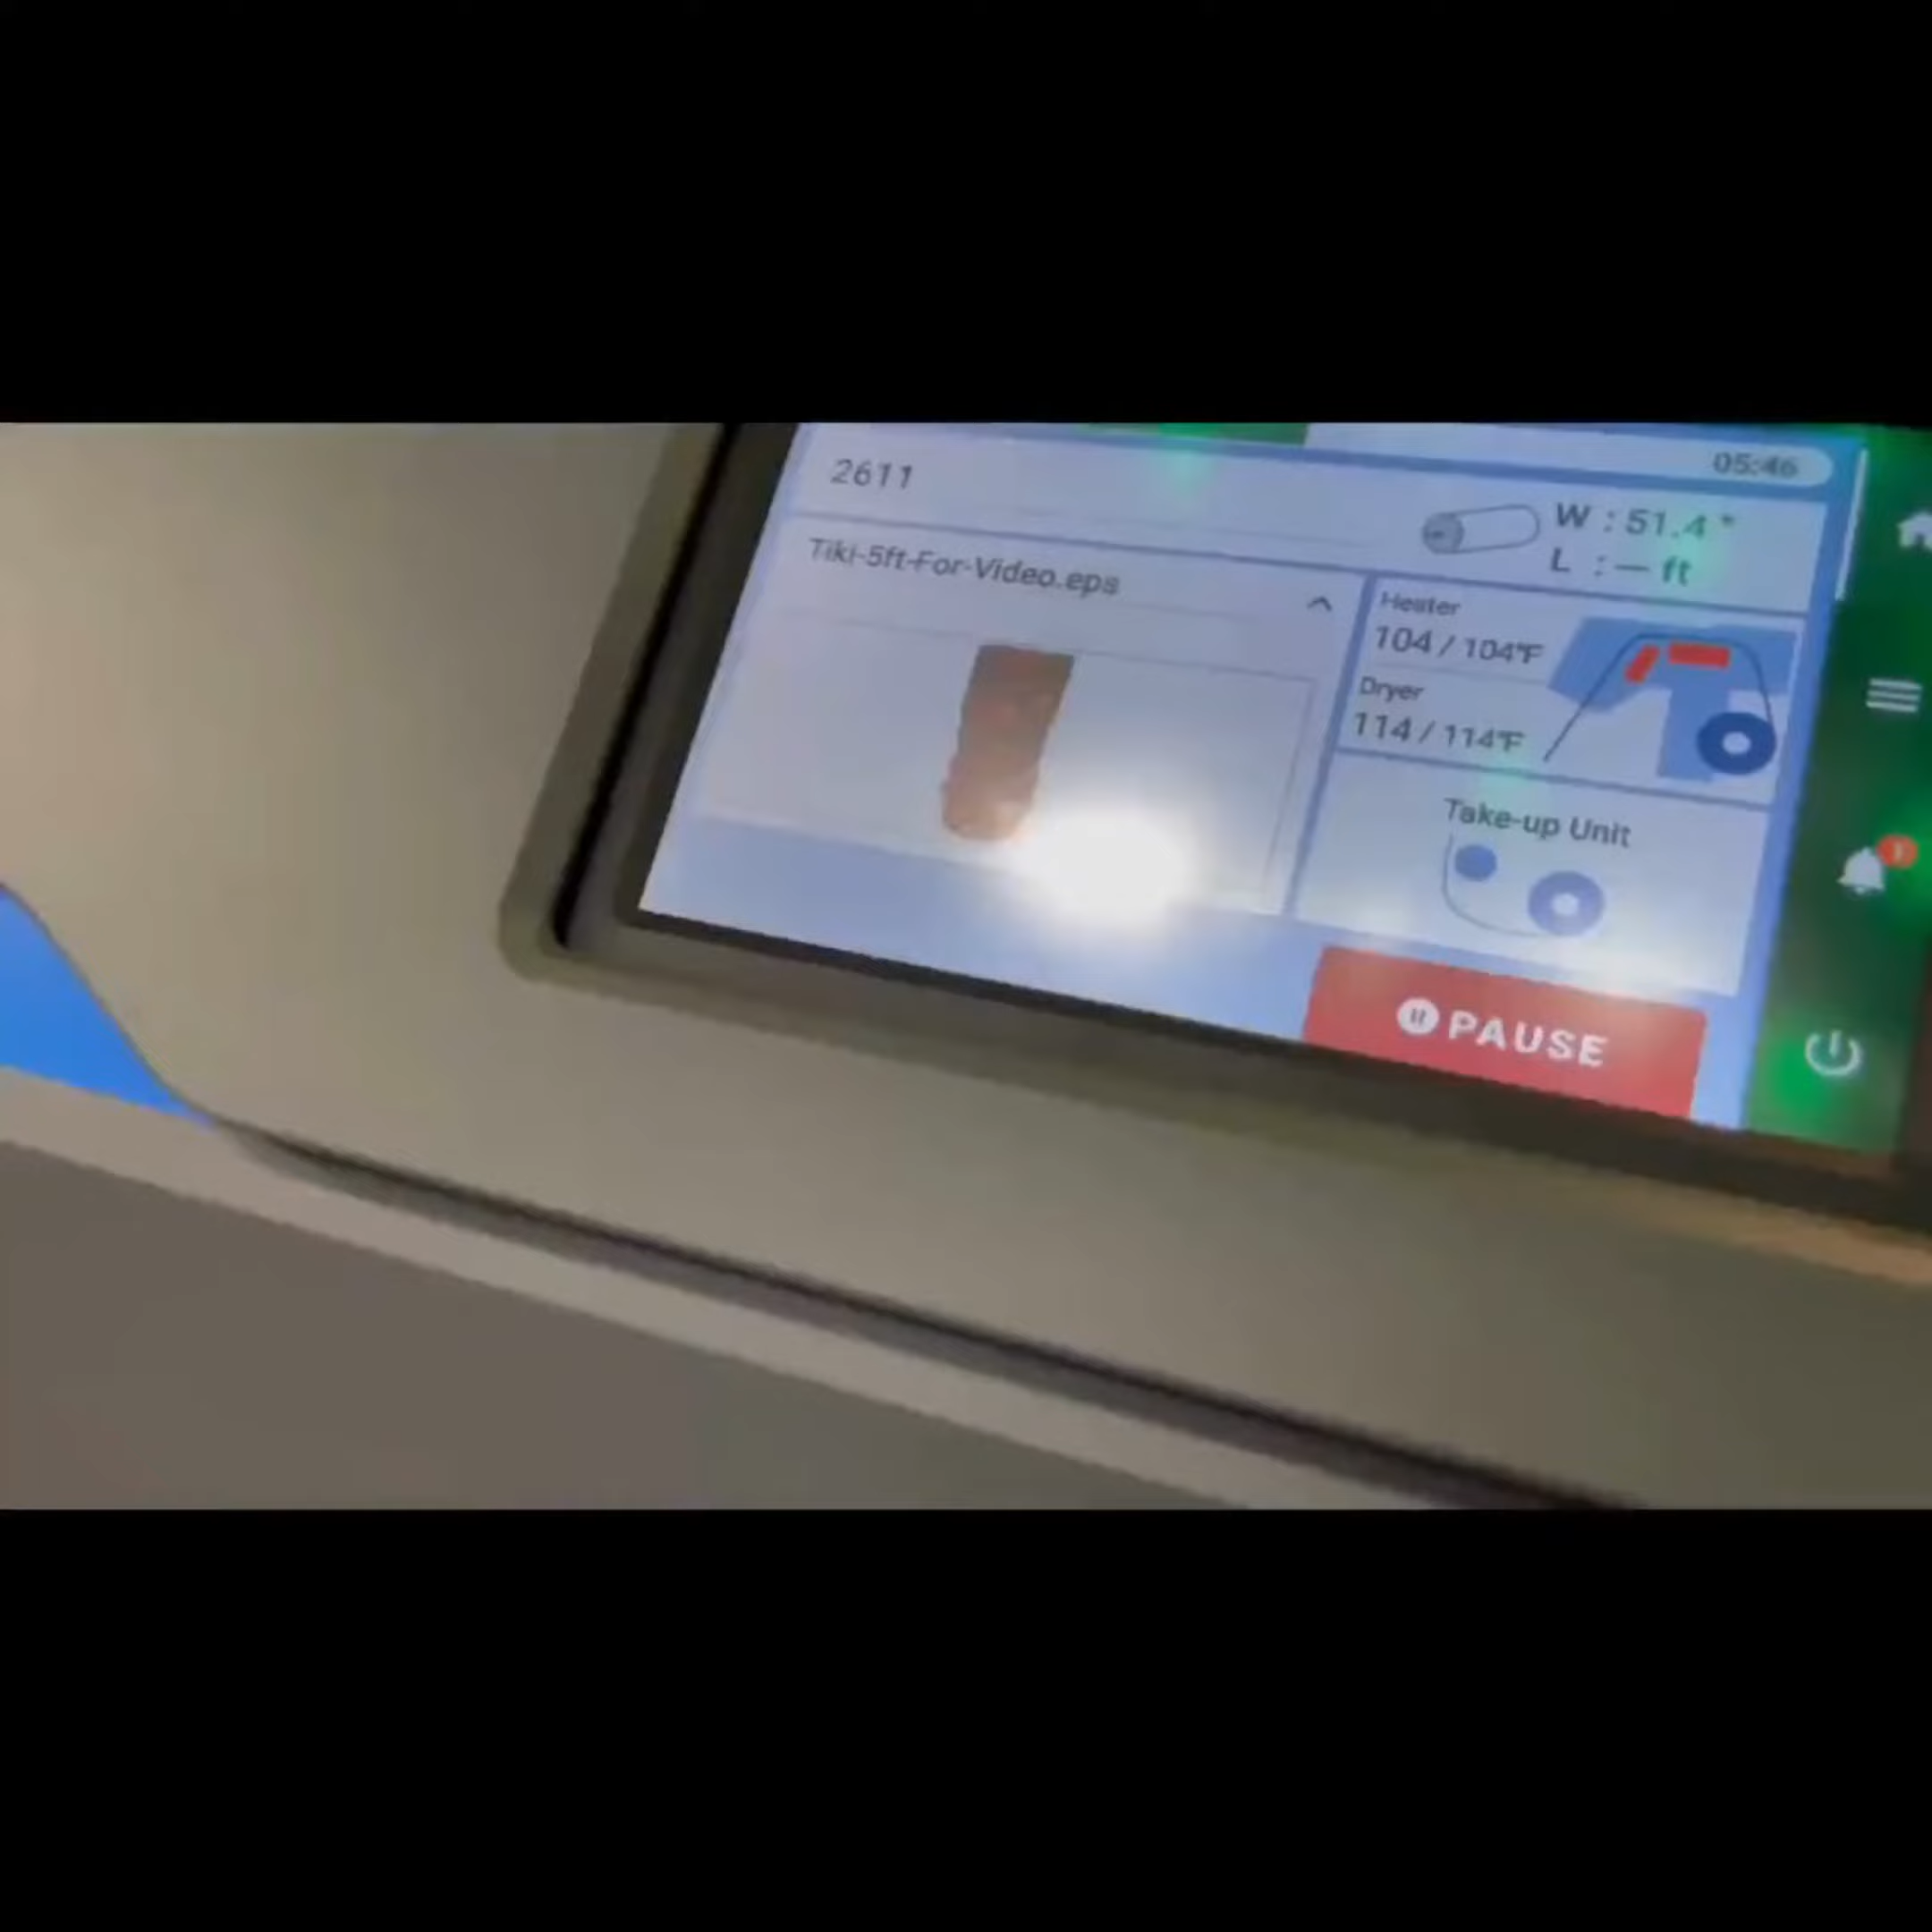 05:46
2611
W : 51.4 "
L : — ft
Tiki-5ft-For-Video.eps
Heater
104 / 104°F
Dryer
114 / 114°F
Take-up Unit
PAUSE